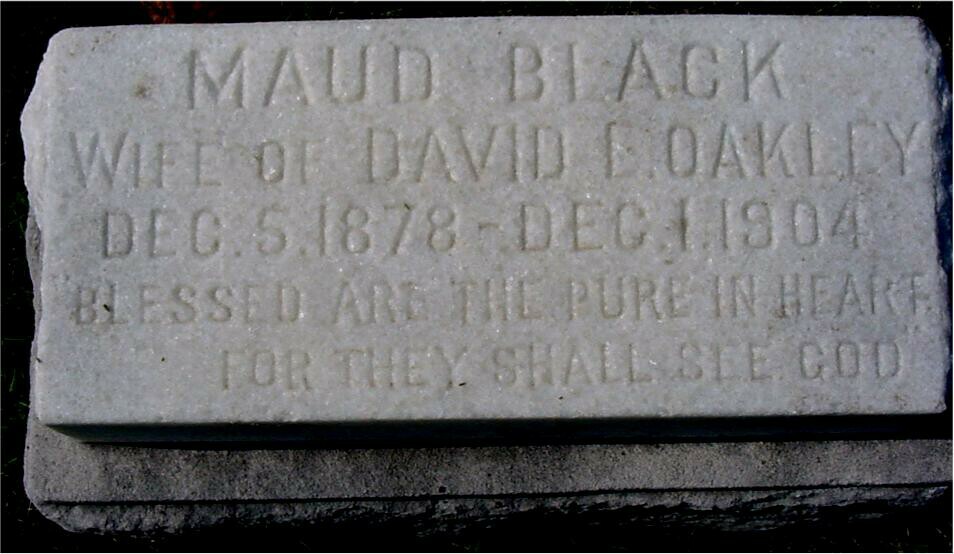 MAUD BLACK
WIFE OF DAVID E. OAKLEY
DEC. 5. 1878 - DEC. 1. 1904
BLESSED ARE THE PURE IN HEART
FOR THEY SHALL SEE GOD